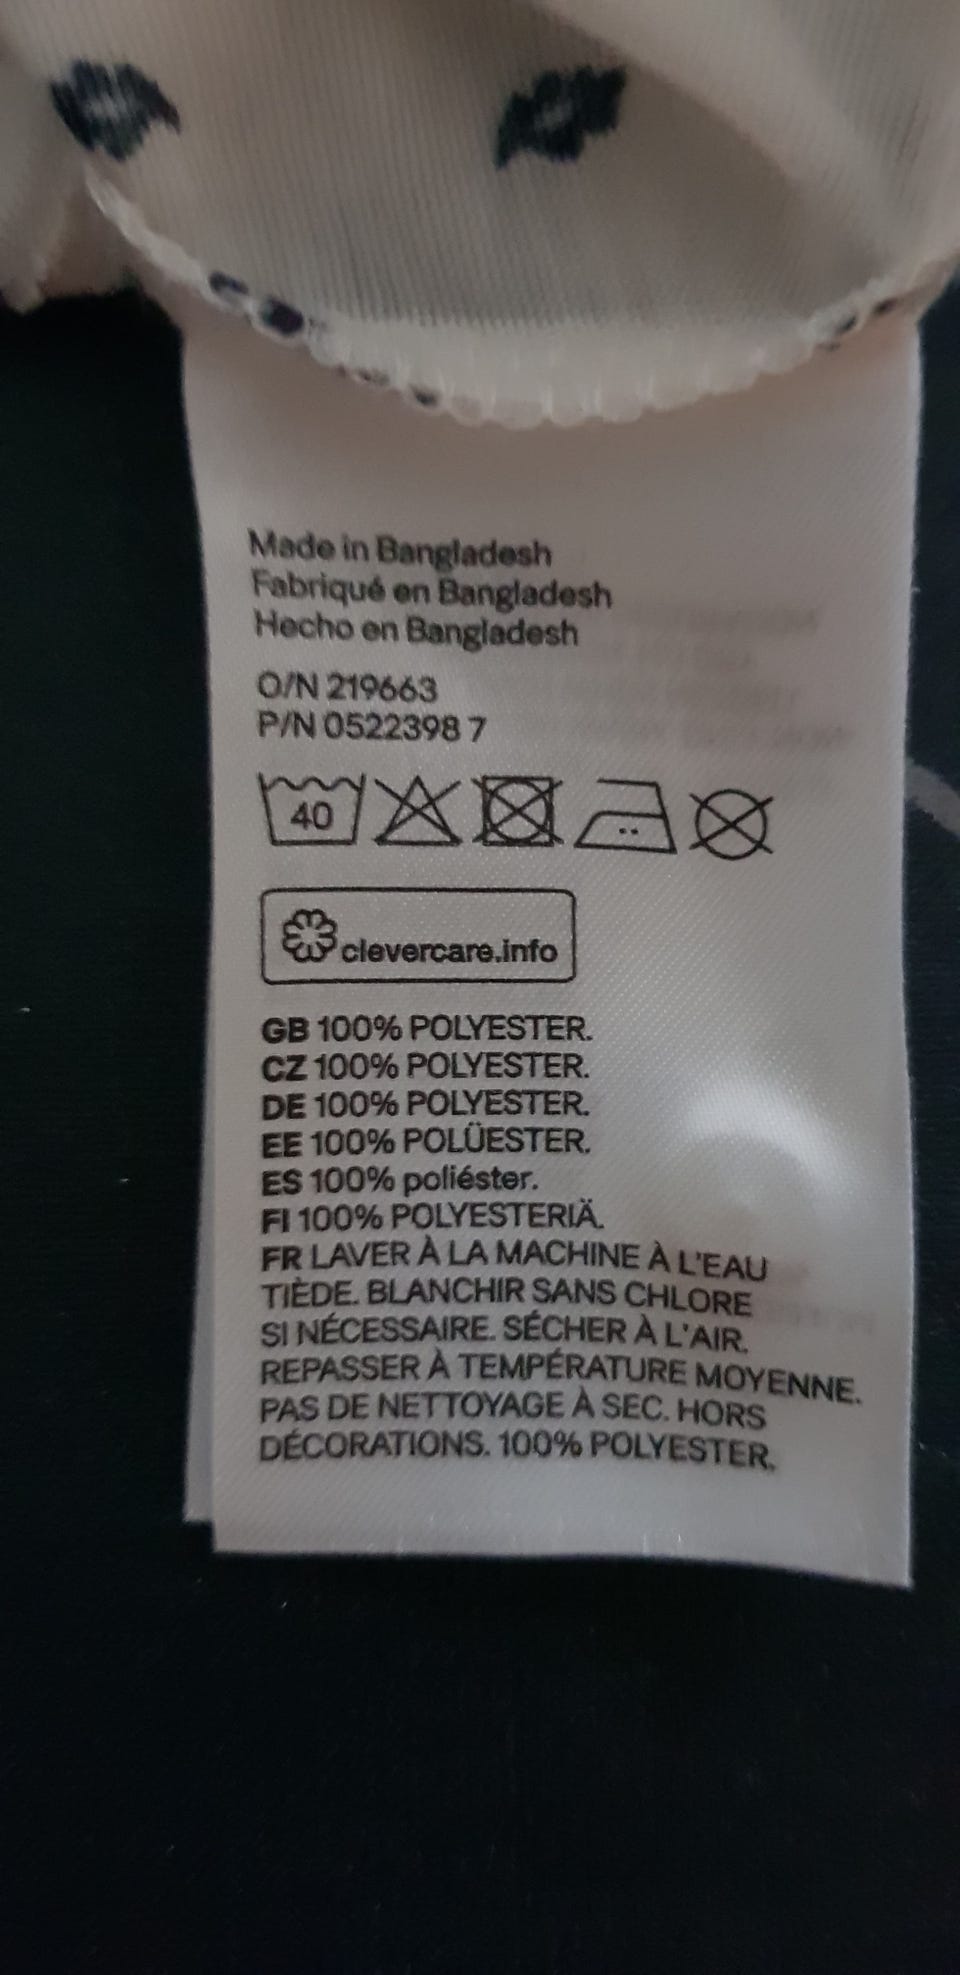 Made in Bangladesh
Fabriqué en Bangladesh
Hecho en Bangladesh
O/N 219663
P/N 0522398 7
40
clevercare.info
GB 100% POLYESTER.
CZ 100% POLYESTER.
DE 100% POLYESTER.
EE 100% POLÜESTER.
ES 100% poliéster.
FI 100% POLYESTERIÄ.
FR LAVER À LA MACHINE À L'EAU
TIÈDE. BLANCHIR SANS CHLORE
SI NÉCESSAIRE. SÉCHER À L'AIR.
REPASSER À TEMPÉRATURE MOYENNE.
PAS DE NETTOYAGE À SEC. HORS
DÉCORATIONS. 100% POLYESTER.